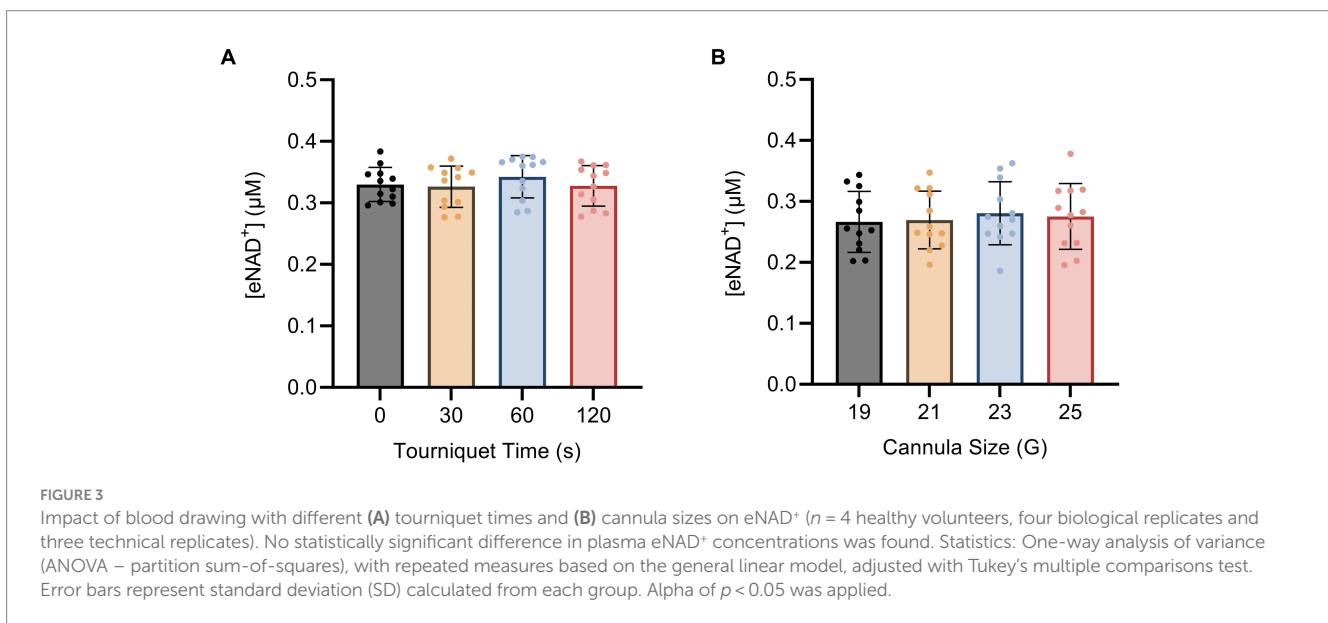 A
0.5
0.4
0.3
0.2
0.1
0.0
[eNAD+] (µM)
0 30 60 120
Tourniquet Time (s)
B
0.5
0.4
0.3
0.2
0.1
0.0
[eNAD+] (µM)
19 21 23 25
Cannula Size (G)
FIGURE 3
Impact of blood drawing with different (A) tourniquet times and (B) cannula sizes on eNAD+ (n = 4 healthy volunteers, four biological replicates and
three technical replicates). No statistically significant difference in plasma eNAD+ concentrations was found. Statistics: One-way analysis of variance
(ANOVA – partition sum-of-squares), with repeated measures based on the general linear model, adjusted with Tukey’s multiple comparisons test.
Error bars represent standard deviation (SD) calculated from each group. Alpha of p < 0.05 was applied.